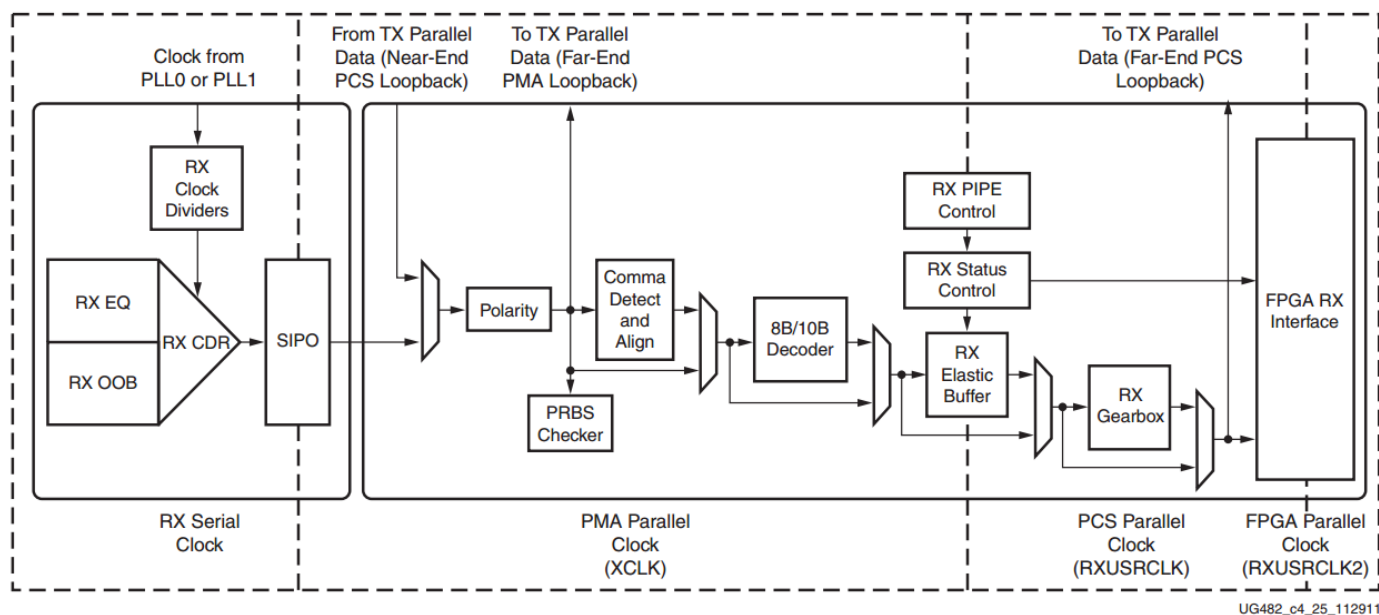 Clock from
PLL0 or PLL1
From TX Parallel
Data (Near-End
PCS Loopback)
To TX Parallel
Data (Far-End
PMA Loopback)
To TX Parallel
Data (Far-End PCS
Loopback)
RX
Clock
Dividers
RX EQ
RX OOB
RX CDR
SIPO
Polarity
Comma
Detect
and
Align
PRBS
Checker
8B/10B
Decoder
RX PIPE
Control
RX Status
Control
RX
Elastic
Buffer
RX
Gearbox
FPGA RX
Interface
RX Serial
Clock
PMA Parallel
Clock
(XCLK)
PCS Parallel
Clock
(RXUSRCLK)
FPGA Parallel
Clock
(RXUSRCLK2)
UG482_c4_25_112911